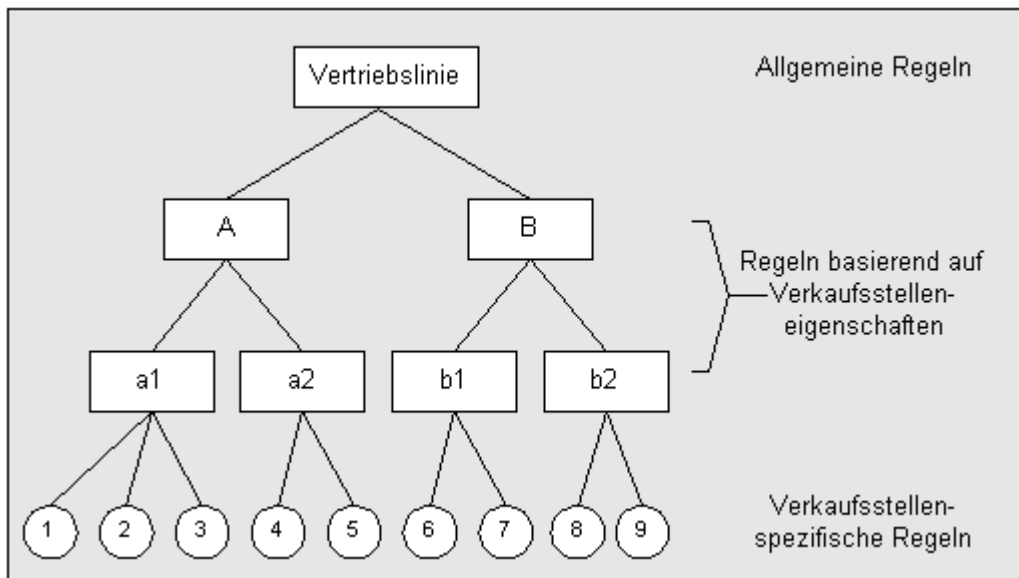 Vertriebslinie
Allgemeine Regeln
A
B
Regeln basierend auf
Verkaufsstellen-
eigenschaften
a1
a2
b1
b2
1
2
3
4
5
6
7
8
9
Verkaufsstellen-
spezifische Regeln